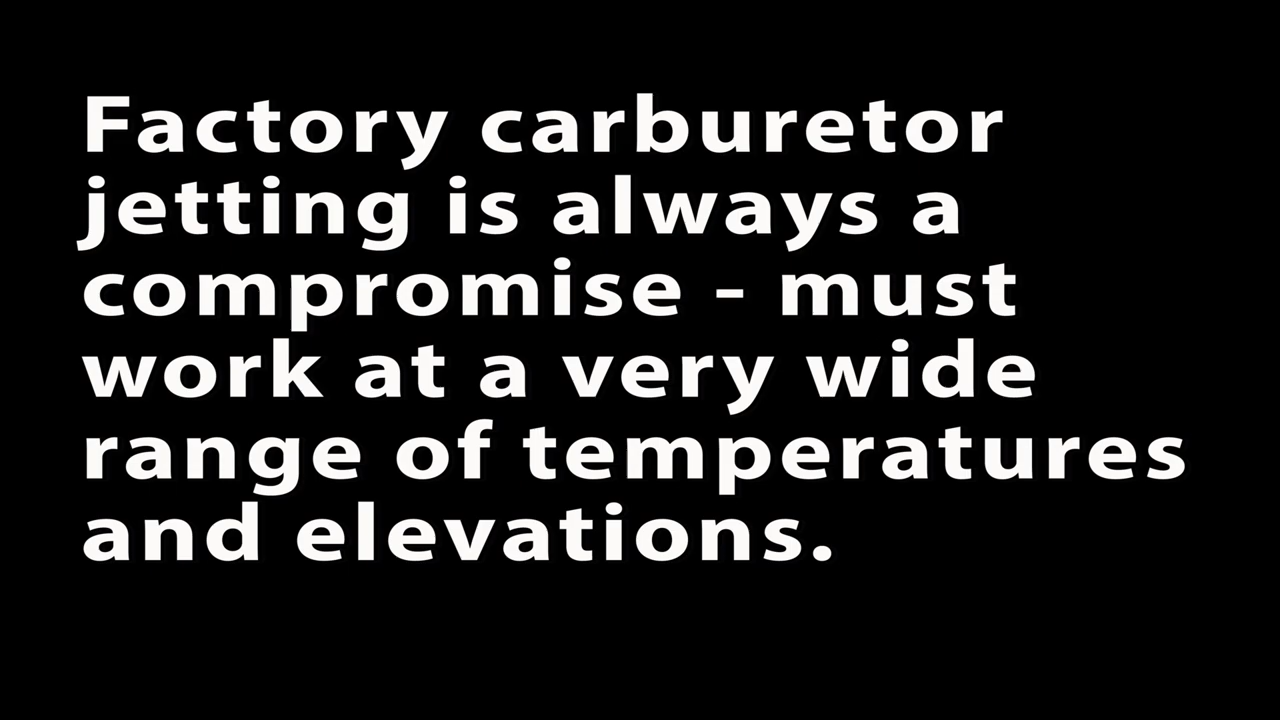 Factory carburetor
jetting is always a
compromise - must
work at a very wide
range of temperatures
and elevations.